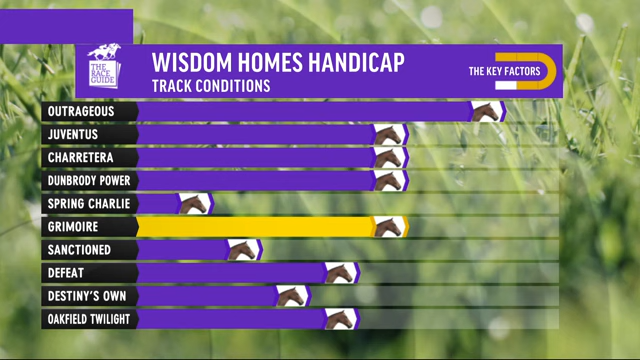 THE
RACE
GUIDE
WISDOM HOMES HANDICAP
TRACK CONDITIONS
THE KEY FACTORS
OUTRAGEOUS
JUVENTUS
CHARRETERA
DUNBRODY POWER
SPRING CHARLIE
GRIMOIRE
SANCTIONED
DEFEAT
DESTINY'S OWN
OAKFIELD TWILIGHT